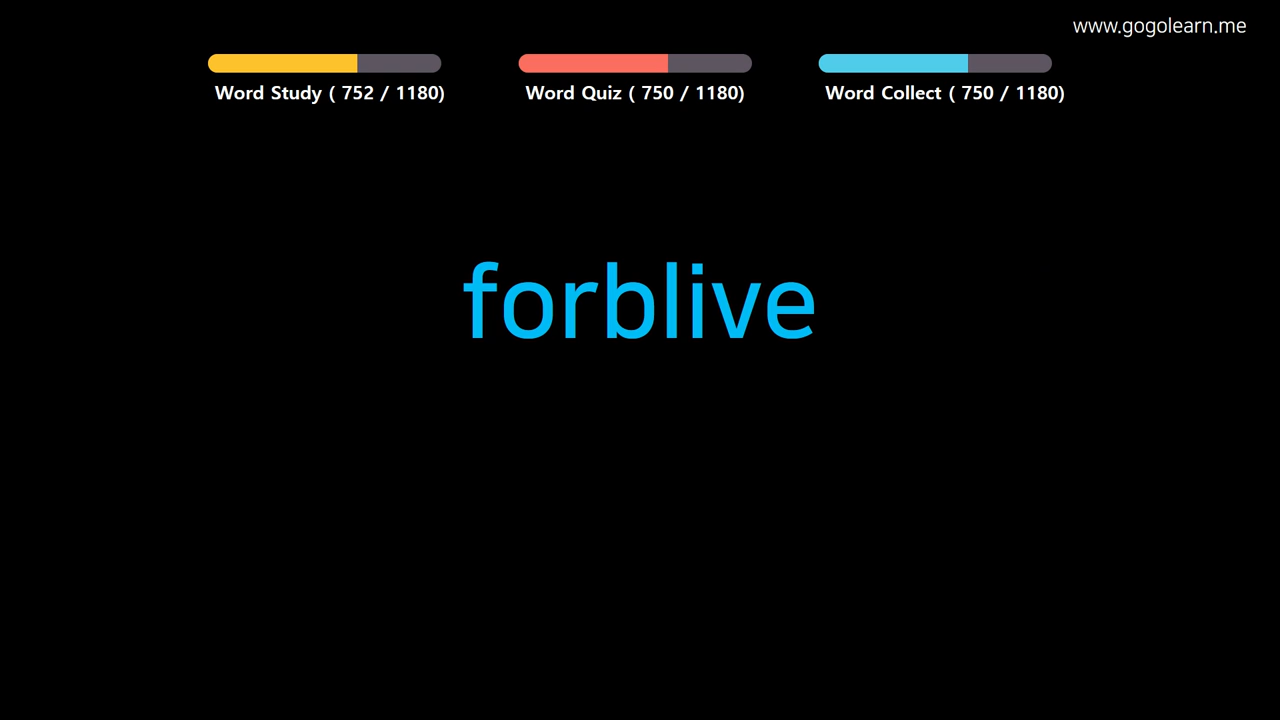 www.gogolearn.me
Word Study ( 752 / 1180)
Word Quiz ( 750 / 1180)
Word Collect ( 750 / 1180)
forblive